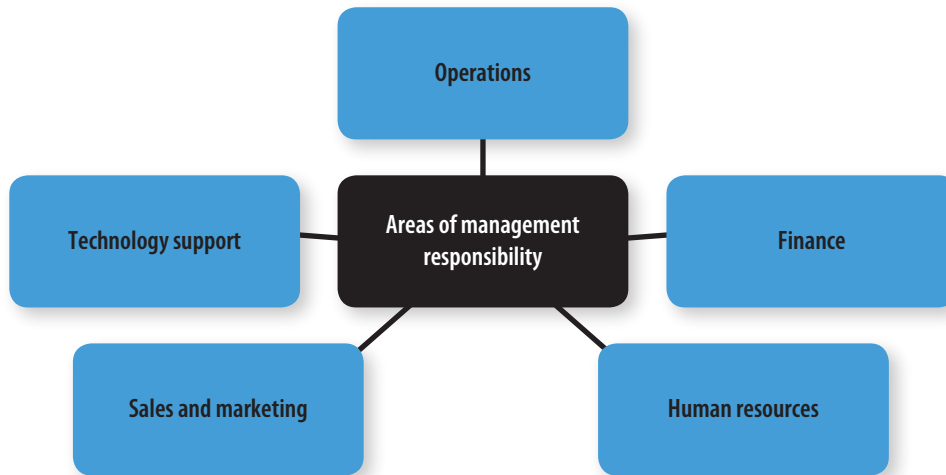 Operations
Technology support
Areas of management
responsibility
Finance
Sales and marketing
Human resources